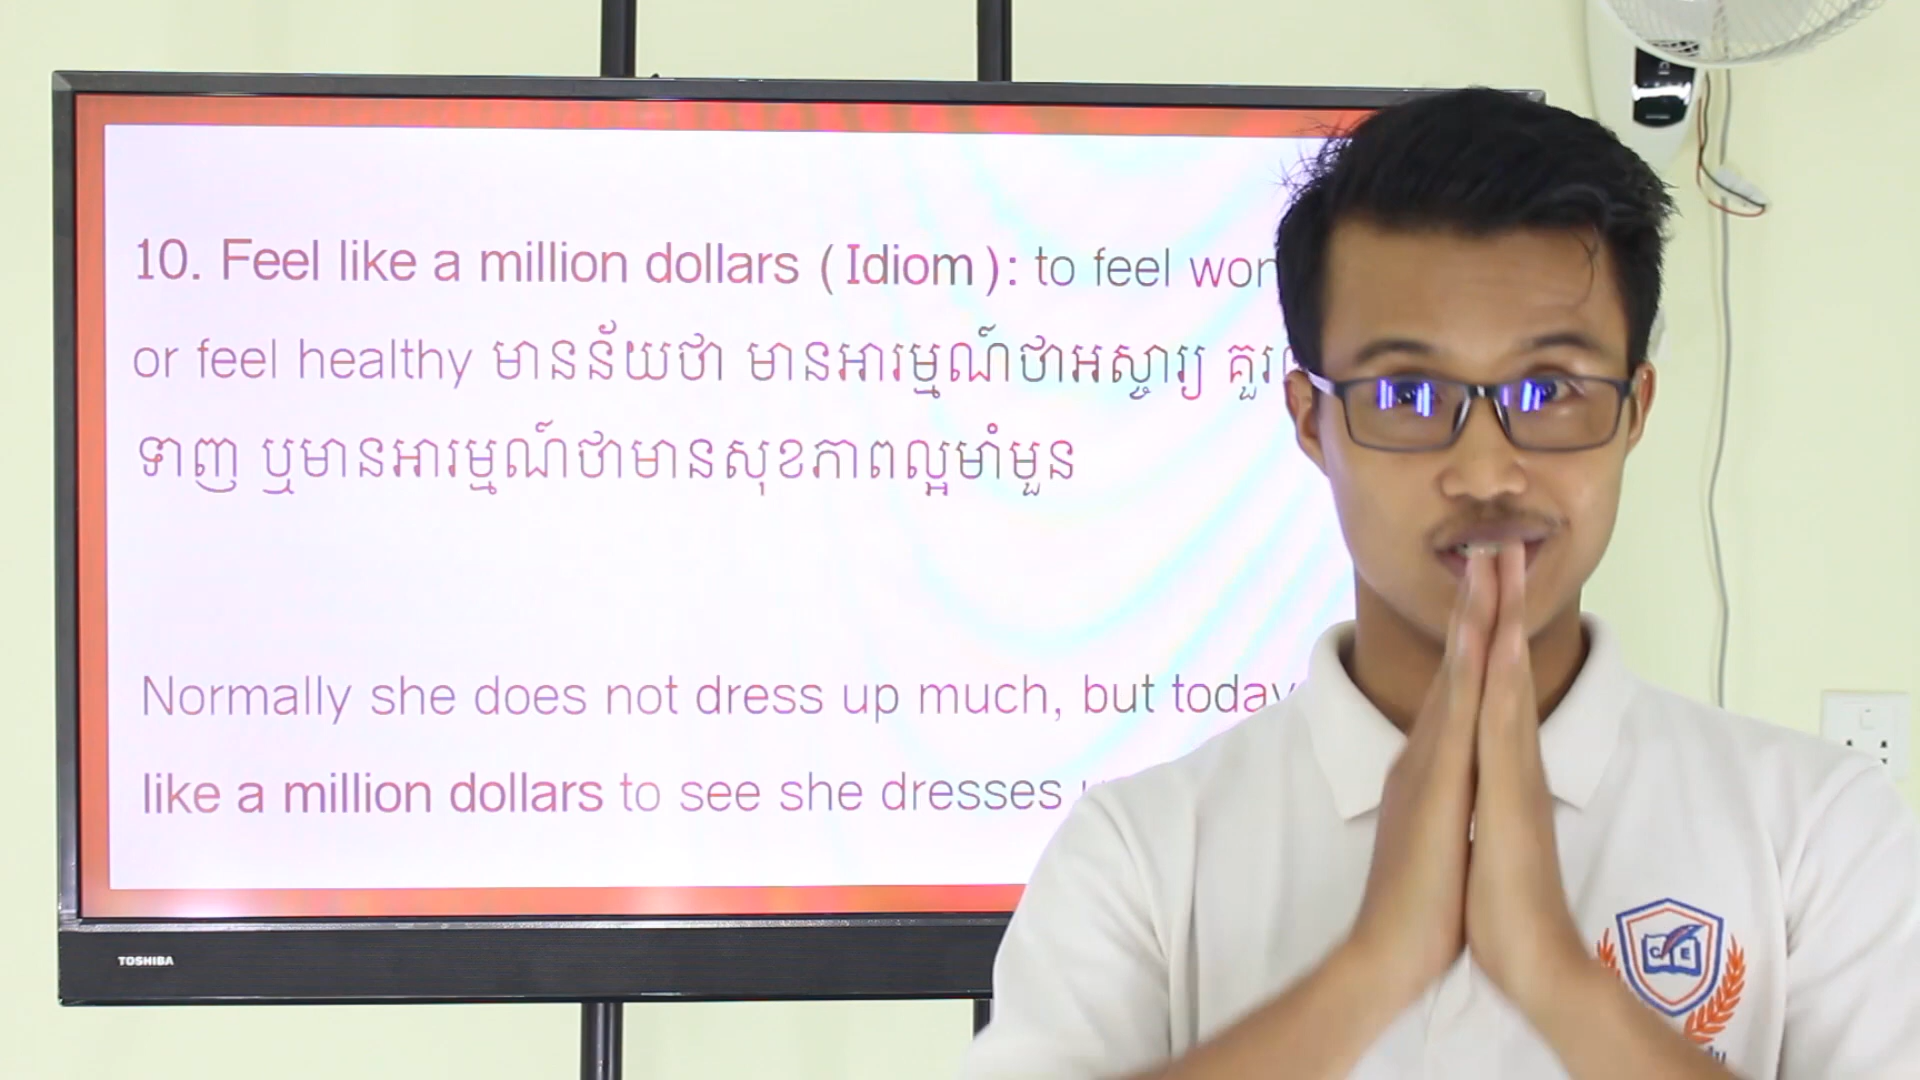 10. Feel like a million dollars (Idiom): to feel
or feel healthy មានន័យថា មានអារម្មណ៍ថាអស្ចារ្យ
ទាញ ឬមានអារម្មណ៍ថាមានសុខភាពល្អមាំមួន
Normally she does not dress up much, but today
like a million dollars to see she dresses
TOSHIBA
C E